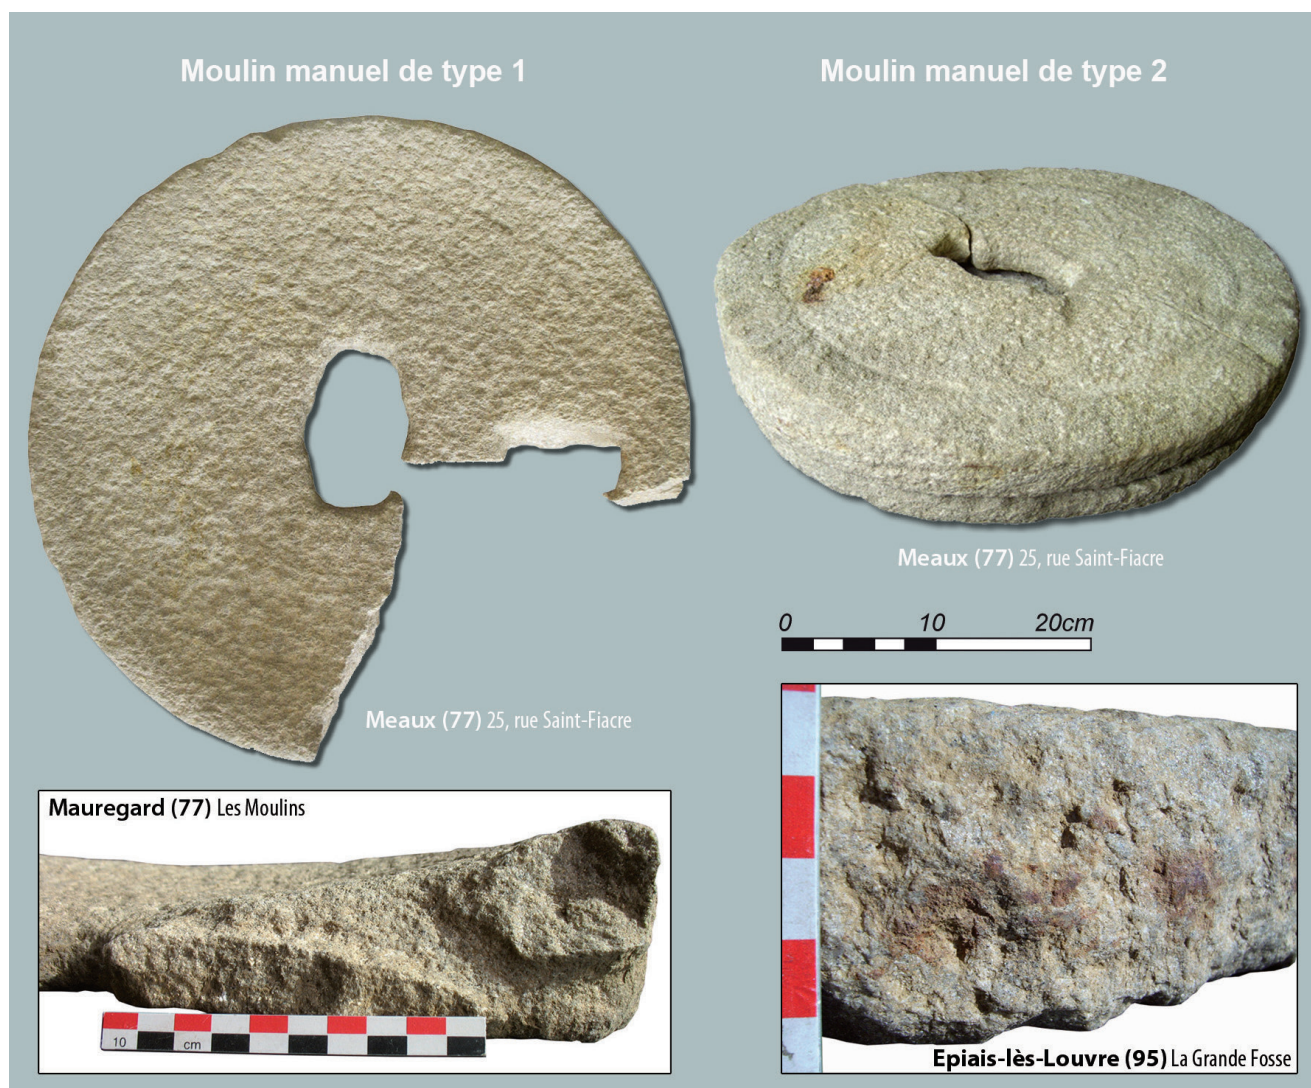 Moulin manuel de type 1
Moulin manuel de type 2
Meaux (77) 25, rue Saint-Fiacre
0 10 20cm
Meaux (77) 25, rue Saint-Fiacre
Mauregard (77) Les Moulins
10 cm
Epiais-lès-Louvre (95) La Grande Fosse